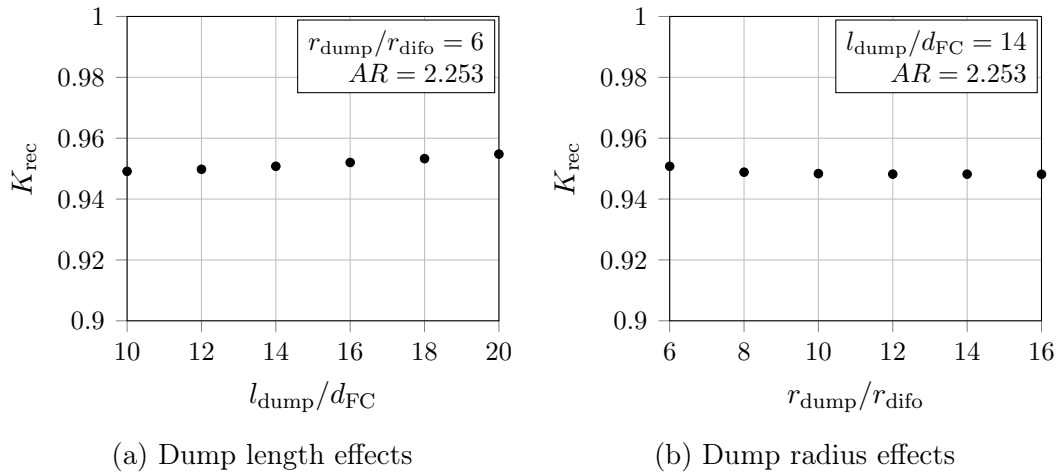 1
0.98
0.96
0.94
0.92
0.9
K_rec
r_dump/r_difo = 6
AR = 2.253
10 12 14 16 18 20
l_dump/d_FC
(a) Dump length effects
1
0.98
0.96
0.94
0.92
0.9
K_rec
l_dump/d_FC = 14
AR = 2.253
6 8 10 12 14 16
r_dump/r_difo
(b) Dump radius effects